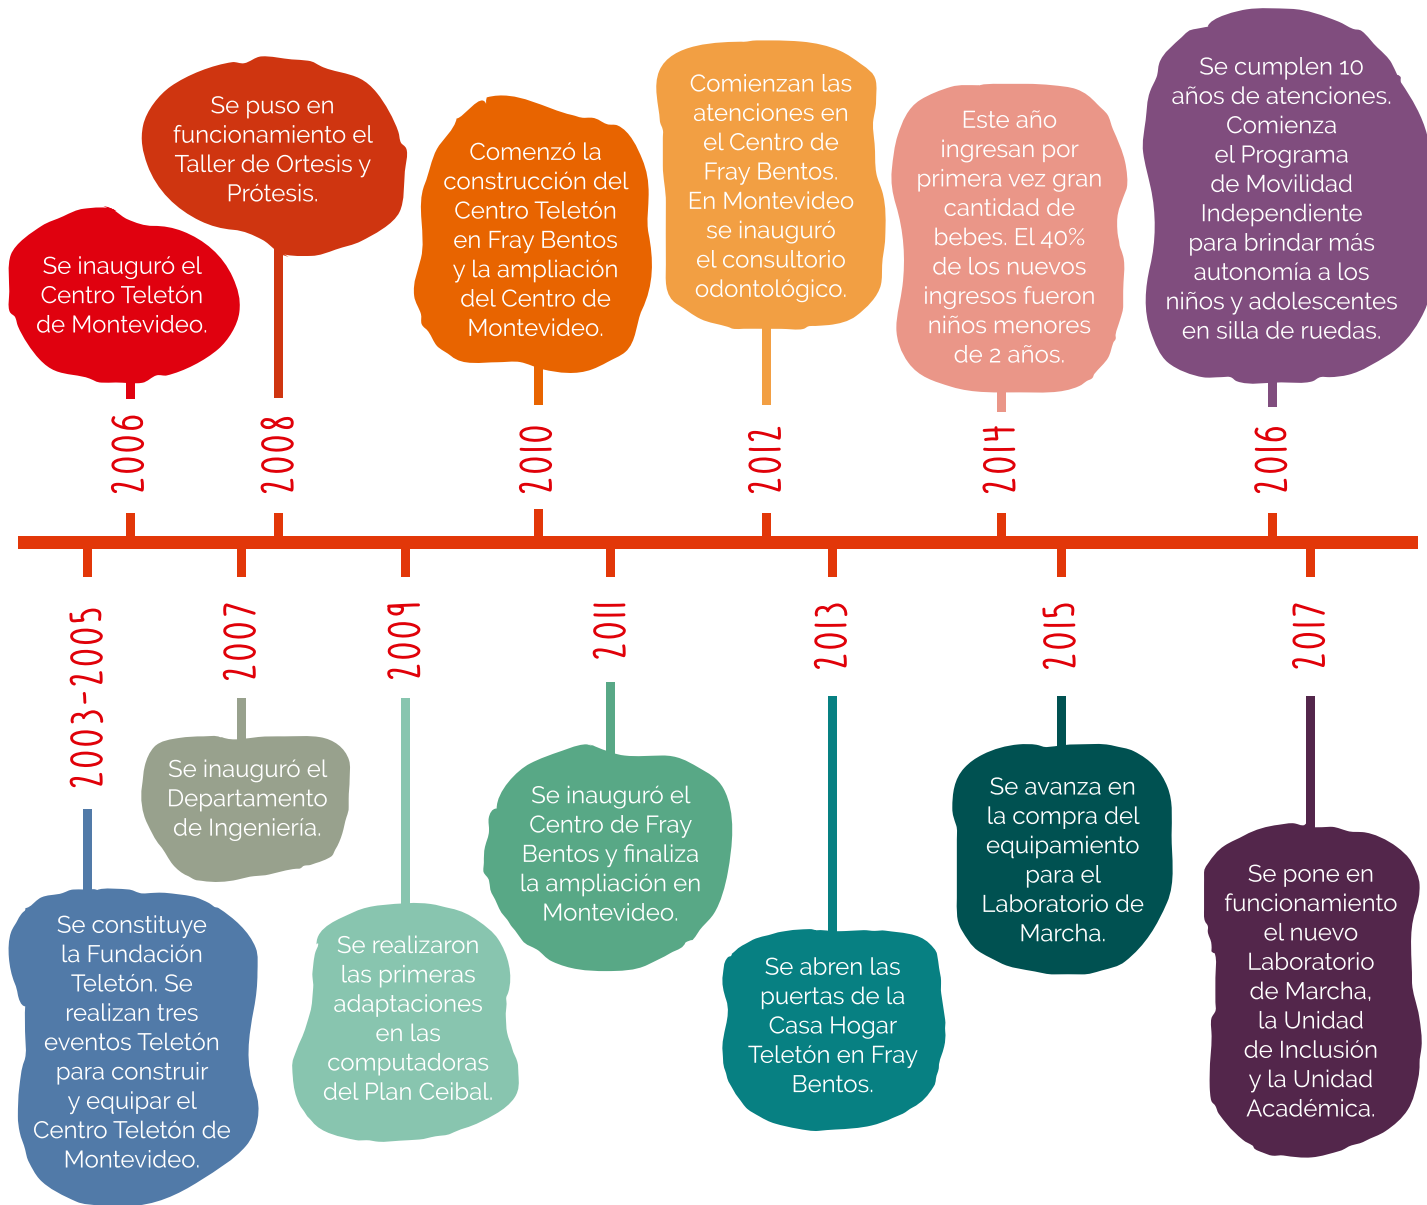 Se inauguró el
Centro Teletón
de Montevideo.
2006
Se puso en
funcionamiento el
Taller de Ortesis y
Prótesis.
2008
Comenzó la
construcción del
Centro Teletón
en Fray Bentos
y la ampliación
del Centro de
Montevideo.
2010
Comienzan las
atenciones en
el Centro de
Fray Bentos.
En Montevideo
se inauguró
el consultorio
odontológico.
2012
Este año
ingresan por
primera vez gran
cantidad de
bebes. El 40%
de los nuevos
ingresos fueron
niños menores
de 2 años.
2014
Se cumplen 10
años de atenciones.
Comienza
el Programa
de Movilidad
Independiente
para brindar más
autonomía a los
niños y adolescentes
en silla de ruedas.
2016
2003-2005
Se constituye
la Fundación
Teletón. Se
realizan tres
eventos Teletón
para construir
y equipar el
Centro Teletón de
Montevideo.
2007
Se inauguró el
Departamento
de Ingeniería.
2009
Se realizaron
las primeras
adaptaciones
en las
computadoras
del Plan Ceibal.
2011
Se inauguró el
Centro de Fray
Bentos y finaliza
la ampliación en
Montevideo.
2013
Se abren las
puertas de la
Casa Hogar
Teletón en Fray
Bentos.
2015
Se avanza en
la compra del
equipamiento
para el
Laboratorio de
Marcha.
2017
Se pone en
funcionamiento
el nuevo
Laboratorio
de Marcha,
la Unidad
de Inclusión
y la Unidad
Académica.